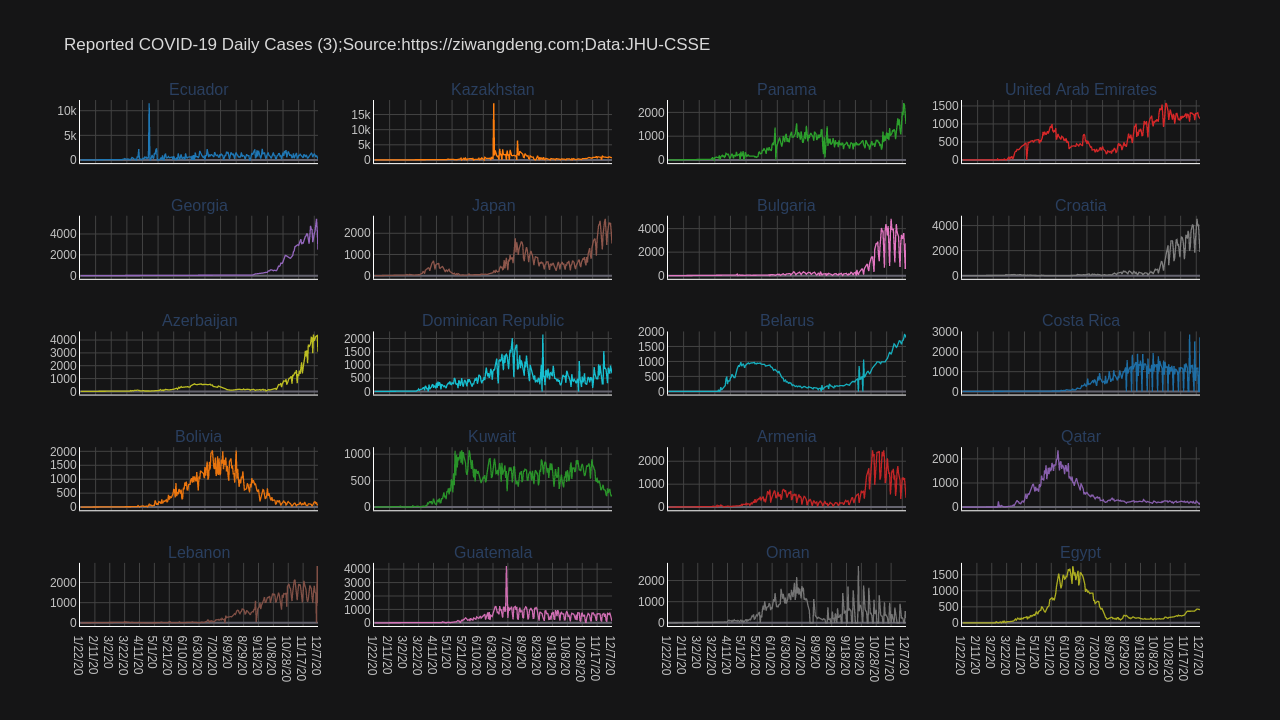 Reported COVID-19 Daily Cases (3);Source:https://ziwangdeng.com;Data:JHU-CSSE
Ecuador
10k
5k
0
Kazakhstan
15k
10k
5k
0
Panama
2000
1000
0
United Arab Emirates
1500
1000
500
0
Georgia
4000
2000
0
Japan
2000
1000
0
Bulgaria
4000
2000
0
Croatia
4000
2000
0
Azerbaijan
4000
3000
2000
1000
0
Dominican Republic
2000
1500
1000
500
0
Belarus
2000
1500
1000
500
0
Costa Rica
3000
2000
1000
0
Bolivia
2000
1500
1000
500
0
Kuwait
1000
500
0
Armenia
2000
1000
0
Qatar
2000
1000
0
Lebanon
2000
1000
0
1/22/20 2/11/20 3/2/20 3/22/20 4/11/20 5/1/20 5/21/20 6/10/20 6/30/20 7/20/20 8/9/20 8/29/20 9/18/20 10/8/20 10/28/20 11/17/20 12/7/20
Guatemala
4000
3000
2000
1000
0
1/22/20 2/11/20 3/2/20 3/22/20 4/11/20 5/1/20 5/21/20 6/10/20 6/30/20 7/20/20 8/9/20 8/29/20 9/18/20 10/8/20 10/28/20 11/17/20 12/7/20
Oman
2000
1000
0
1/22/20 2/11/20 3/2/20 3/22/20 4/11/20 5/1/20 5/21/20 6/10/20 6/30/20 7/20/20 8/9/20 8/29/20 9/18/20 10/8/20 10/28/20 11/17/20 12/7/20
Egypt
1500
1000
500
0
1/22/20 2/11/20 3/2/20 3/22/20 4/11/20 5/1/20 5/21/20 6/10/20 6/30/20 7/20/20 8/9/20 8/29/20 9/18/20 10/8/20 10/28/20 11/17/20 12/7/20